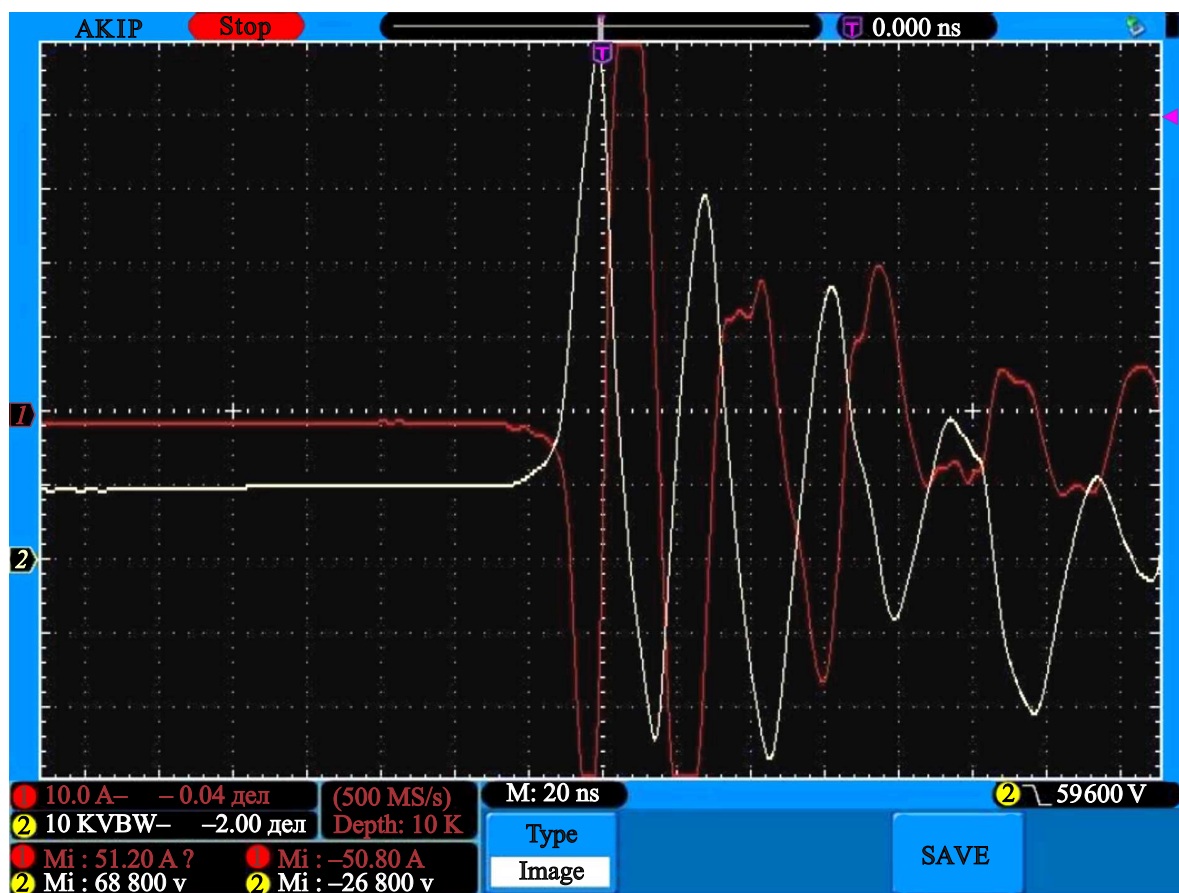 AKIP Stop T 0.000 ns
T
1
2
1 10.0 A– – 0.04 дел
2 10 KVBW– –2.00 дел
(500 MS/s)
Depth: 10 K
M: 20 ns
2 59600 V
1 Mi : 51.20 A ? 1 Mi : –50.80 A
2 Mi : 68 800 v 2 Mi : –26 800 v
Type
Image
SAVE